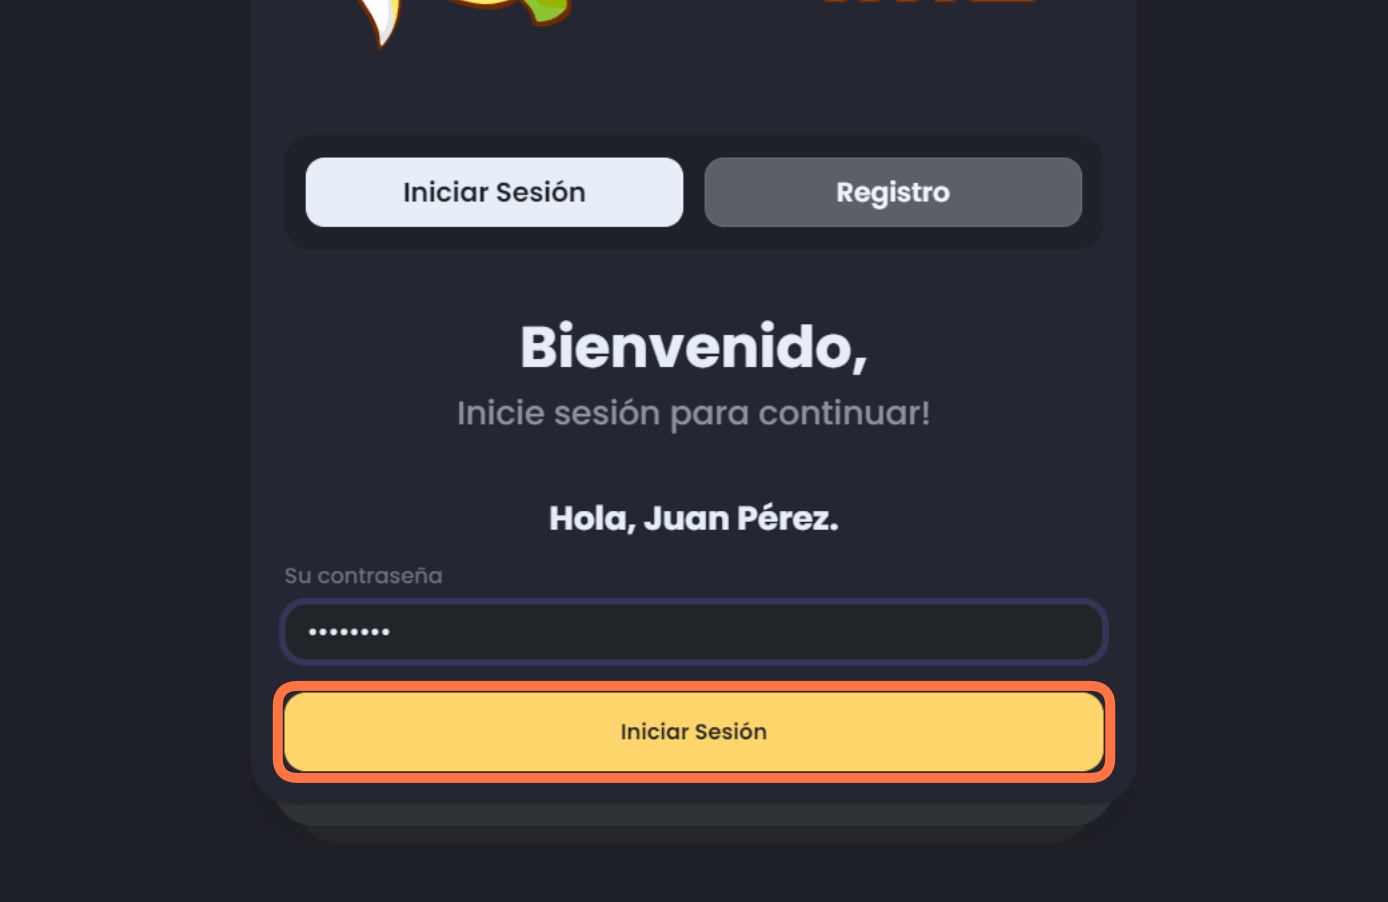 Iniciar Sesión
Registro
Bienvenido,
Inicie sesión para continuar!
Hola, Juan Pérez.
Su contraseña
••••••••
Iniciar Sesión